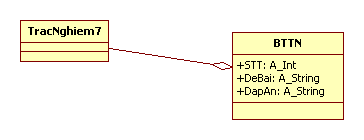 TracNghiem7
BTTN
+STT: A_Int
+DeBai: A_String
+DapAn: A_String